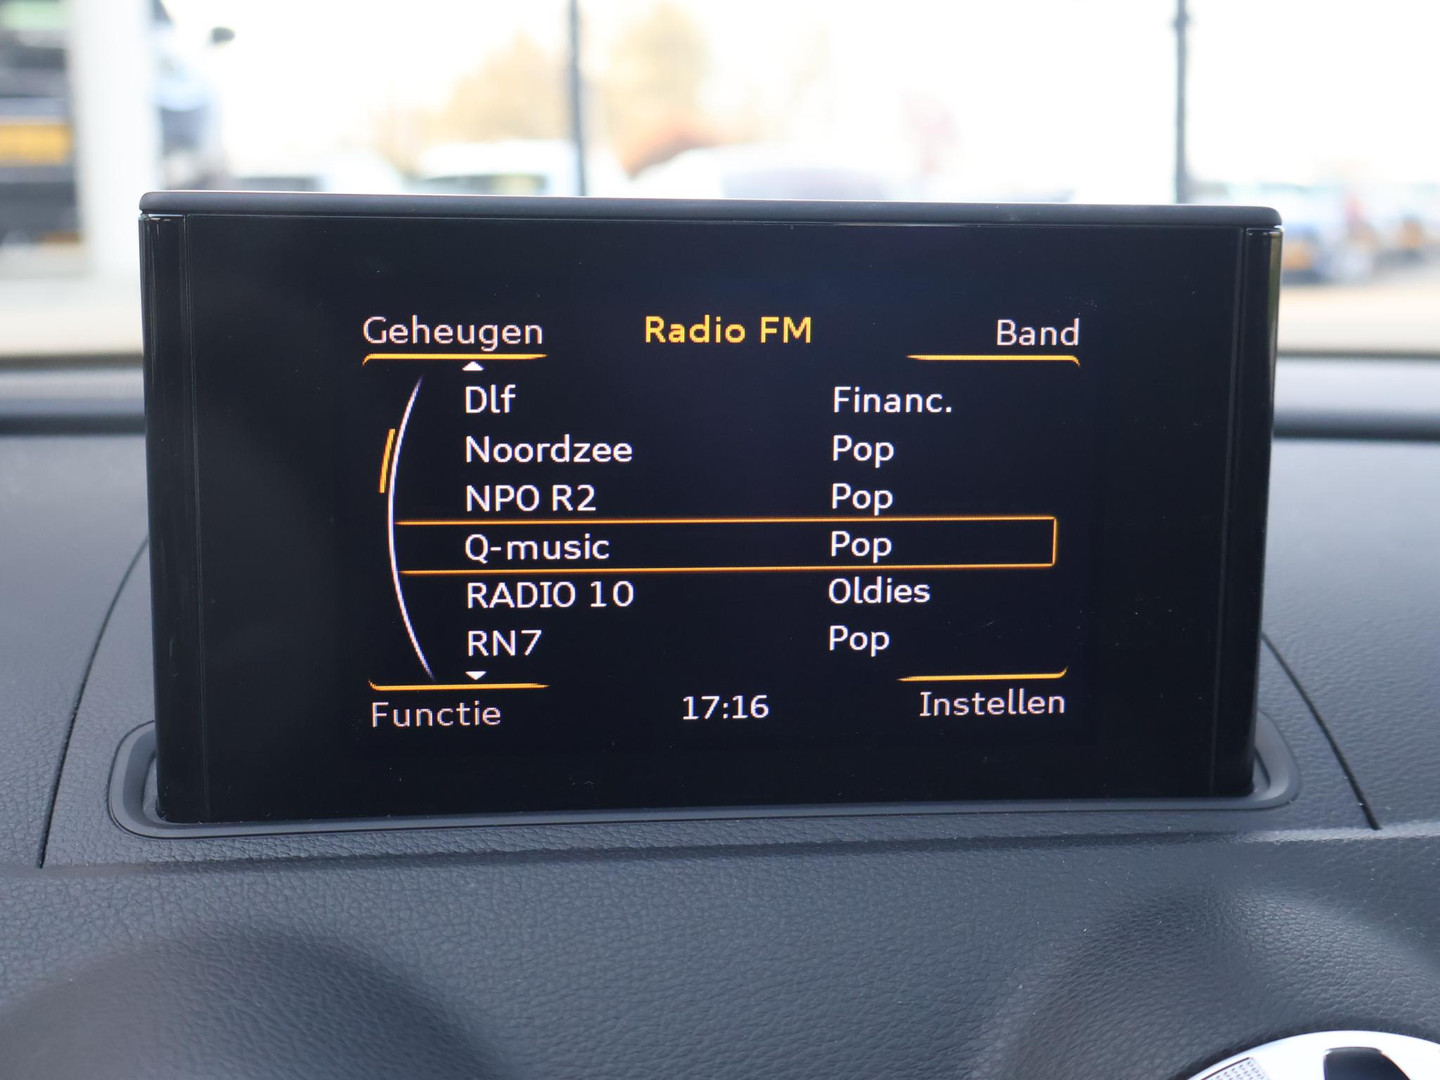 Geheugen Radio FM Band
Dlf Financ.
Noordzee Pop
NPO R2 Pop
Q-music Pop
RADIO 10 Oldies
RN7 Pop
Functie 17:16 Instellen